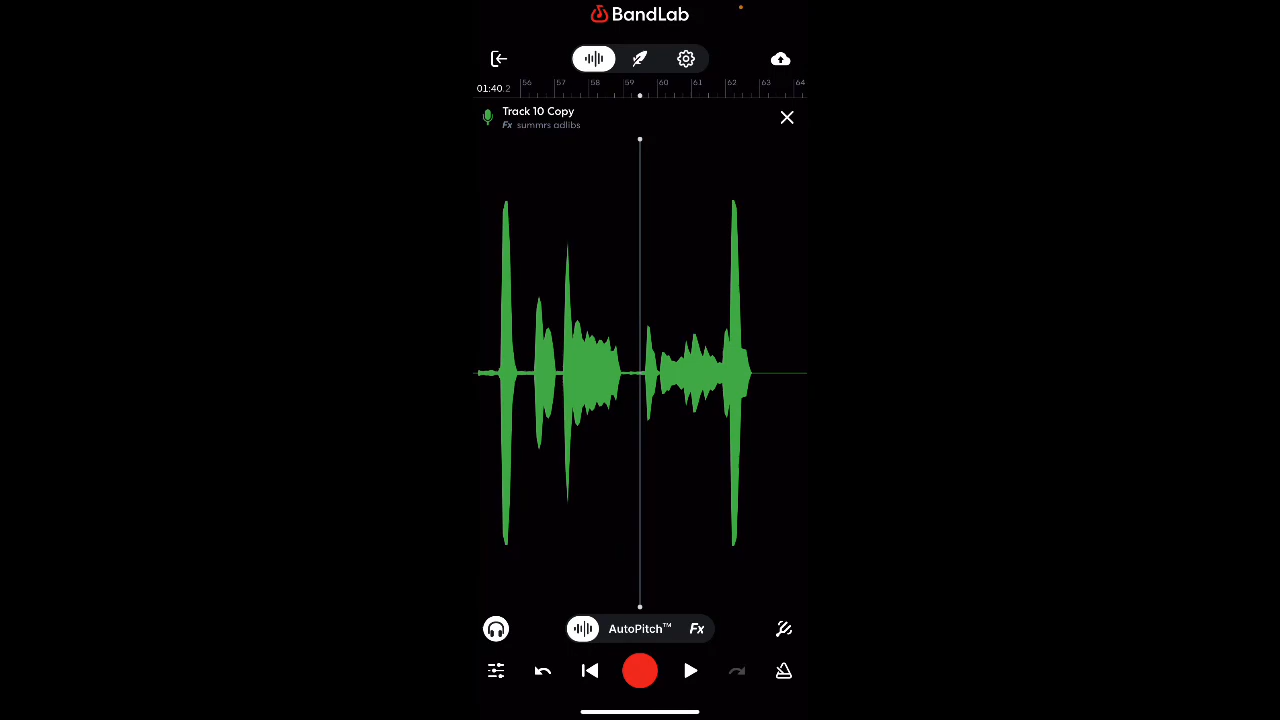 BandLab
01:40.2 56 57 58 59 60 61 62 63 64
Track 10 Copy
Fx summrs adlibs
AutoPitch™ Fx